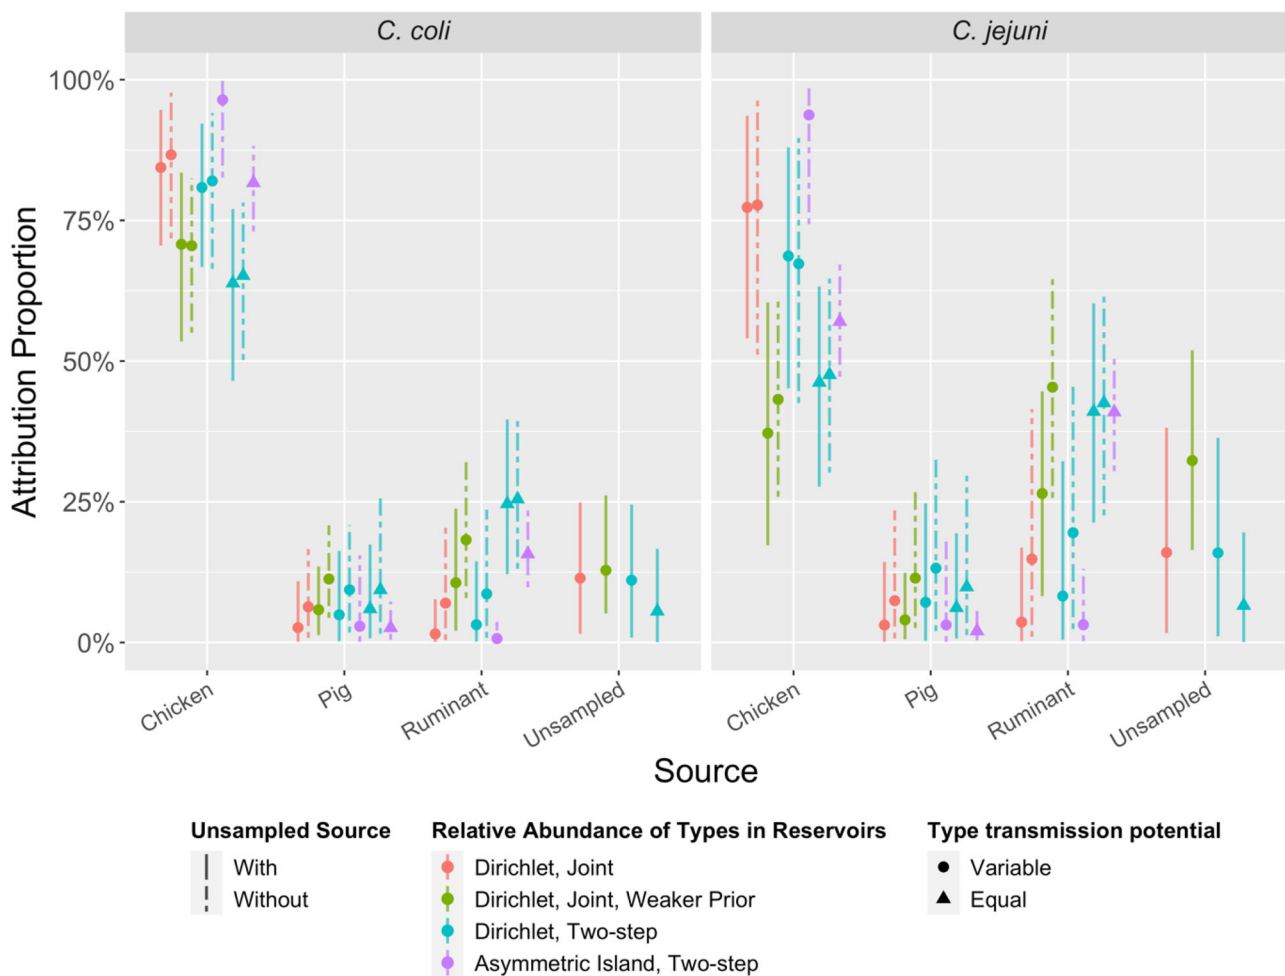 C. coli
C. jejuni
100%
75%
50%
25%
0%
Attribution Proportion
Chicken
Pig
Ruminant
Unsampled
Chicken
Pig
Ruminant
Unsampled
Source
Unsampled Source
With
Without
Relative Abundance of Types in Reservoirs
Dirichlet, Joint
Dirichlet, Joint, Weaker Prior
Dirichlet, Two-step
Asymmetric Island, Two-step
Type transmission potential
Variable
Equal